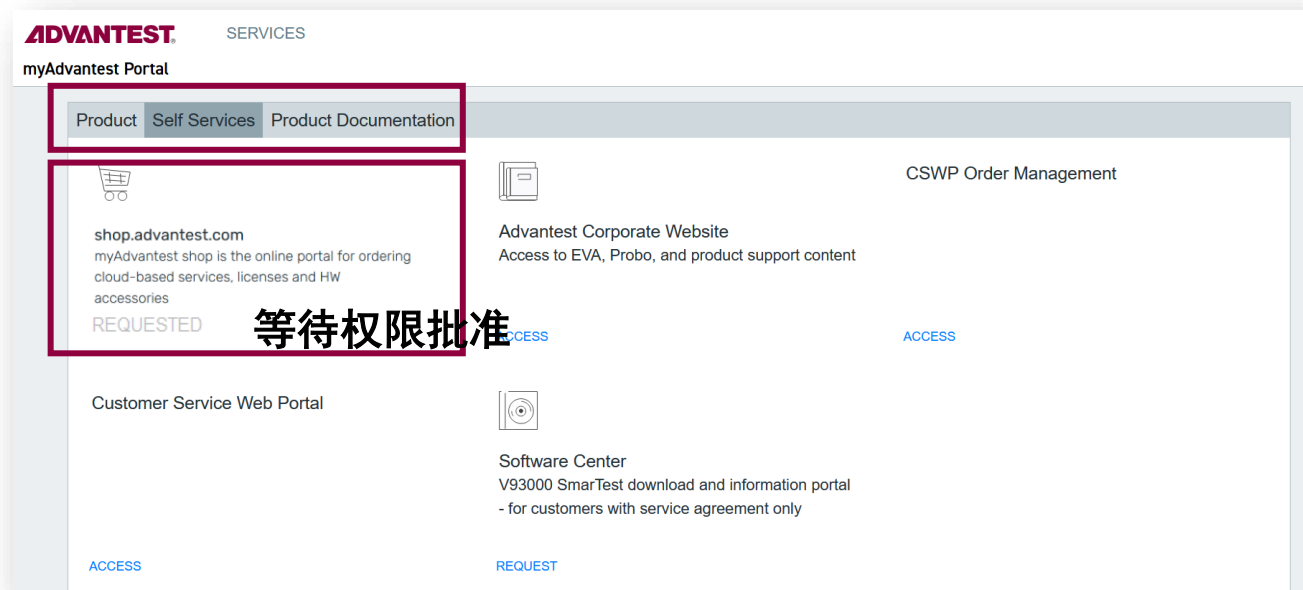 ADVANTEST
SERVICES
myAdvantest Portal
Product Self Services Product Documentation
shop.advantest.com
myAdvantest shop is the online portal for ordering
cloud-based services, licenses and HW
accessories
REQUESTED
等待权限批准
Advantest Corporate Website
Access to EVA, Probo, and product support content
ACCESS
CSWP Order Management
ACCESS
Customer Service Web Portal
ACCESS
Software Center
V93000 SmarTest download and information portal
- for customers with service agreement only
REQUEST